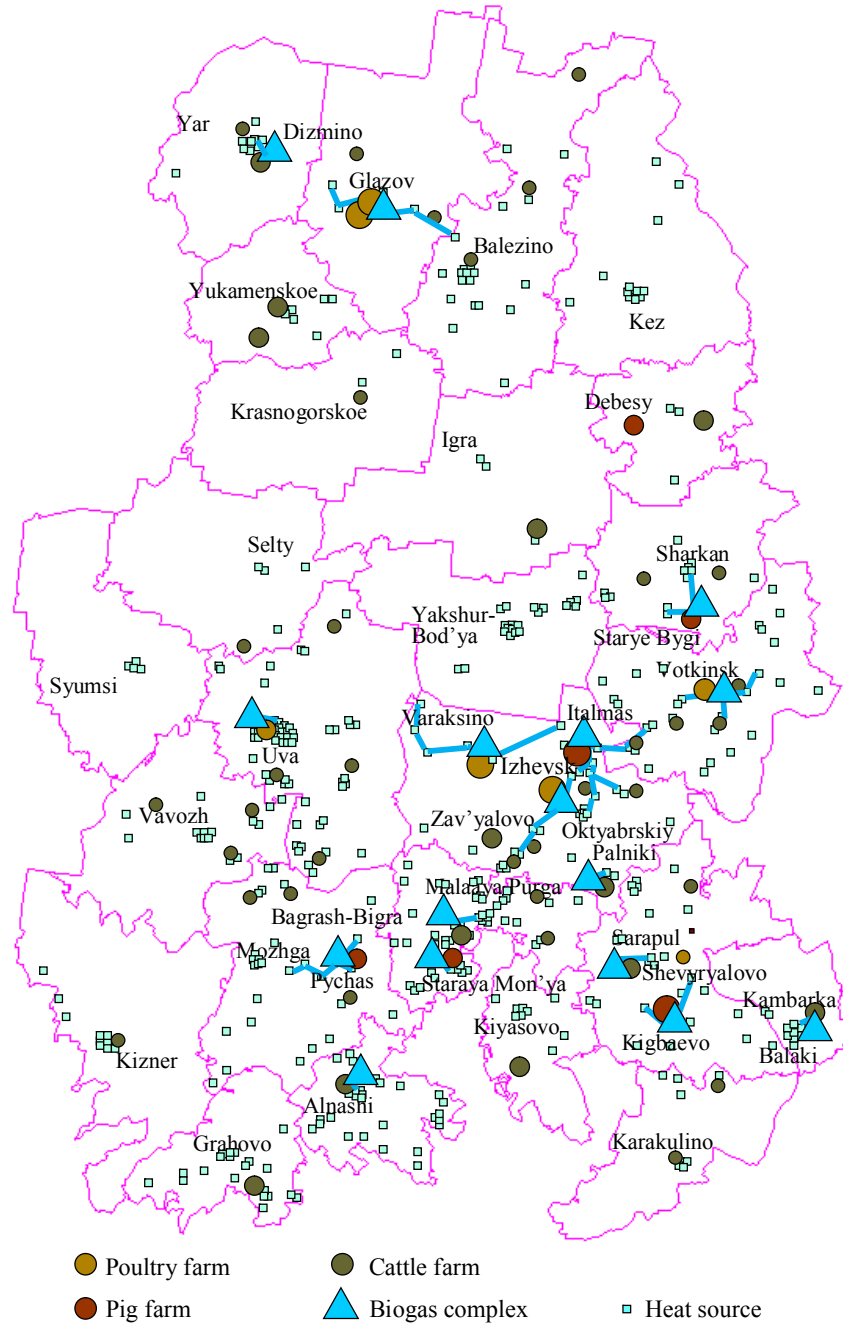 Yar
Dizmino
Glazov
Balezino
Yukamenskoe
Kez
Krasnogorskoe
Debesy
Igra
Selty
Sharkan
Yakshur-
Bod'ya
Starye Bygi
Syumsi
Votkinsk
Varaksino
Italmas
Uva
Izhevsk
Vavozh
Zav'yalovo
Oktyabrskiy
Palniki
Malaaya Purga
Bagrash-Bigra
Mozhga
Sarapul
Pychas
Staraya Mon'ya
Shevyryalovo
Kambarka
Kiyasovo
Kigbaevo
Balaki
Kizner
Alnashi
Grahovo
Karakulino
Poultry farm
Cattle farm
Pig farm
Biogas complex
Heat source